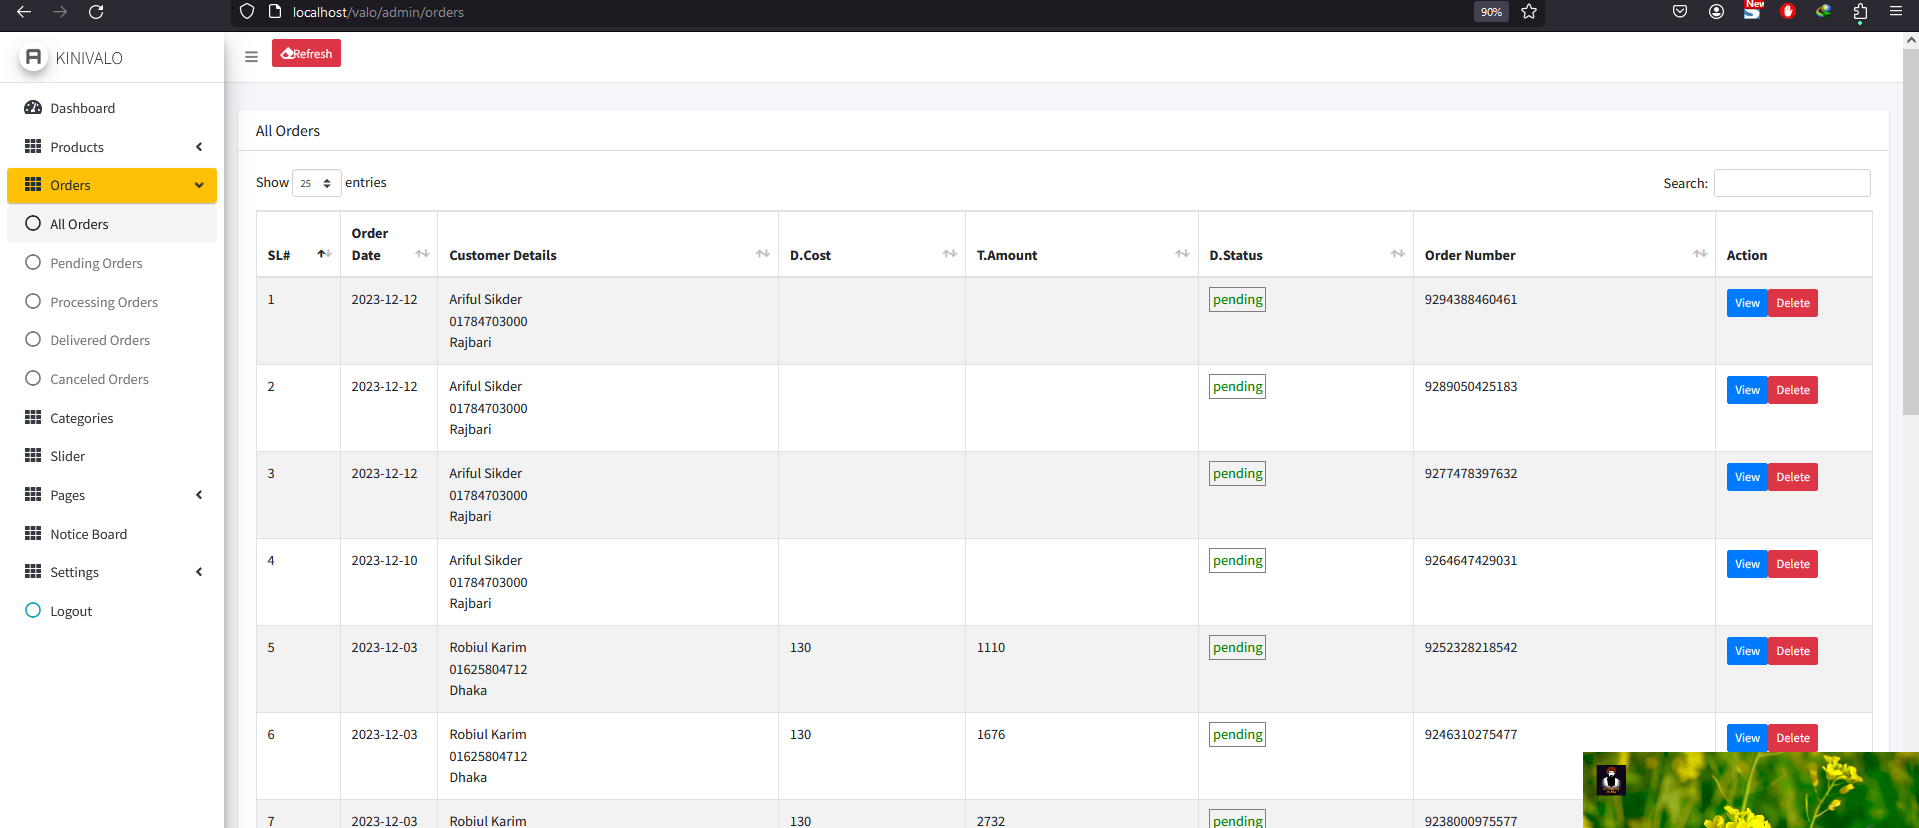 localhost/valo/admin/orders
90%
New
KINIVALO
Refresh
Dashboard
Products
Orders
All Orders
Pending Orders
Processing Orders
Delivered Orders
Canceled Orders
Categories
Slider
Pages
Notice Board
Settings
Logout
All Orders
Show 25 entries
Search:
SL# Order Date Customer Details D.Cost T.Amount D.Status Order Number Action
1 2023-12-12 Ariful Sikder pending 9294388460461 View Delete
01784703000
Rajbari
2 2023-12-12 Ariful Sikder pending 9289050425183 View Delete
01784703000
Rajbari
3 2023-12-12 Ariful Sikder pending 9277478397632 View Delete
01784703000
Rajbari
4 2023-12-10 Ariful Sikder pending 9264647429031 View Delete
01784703000
Rajbari
5 2023-12-03 Robiul Karim 130 1110 pending 9252328218542 View Delete
01625804712
Dhaka
6 2023-12-03 Robiul Karim 130 1676 pending 9246310275477 View Delete
01625804712
Dhaka
7 2023-12-03 Robiul Karim 130 2732 pending 9238000975577